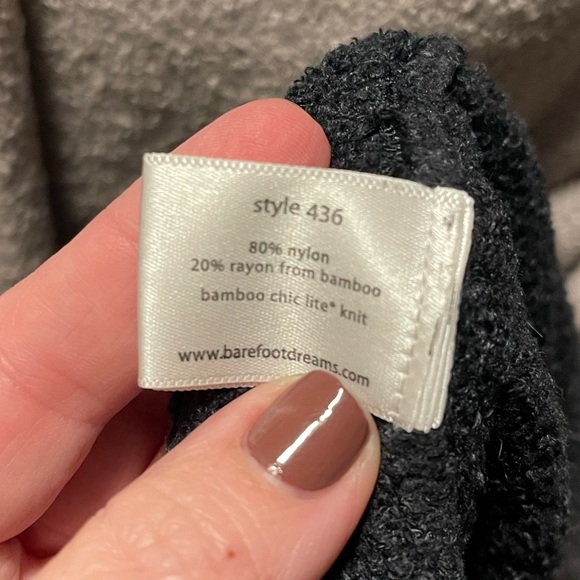 style 436
80% nylon
20% rayon from bamboo
bamboo chic lite* knit
www.barefootdreams.com